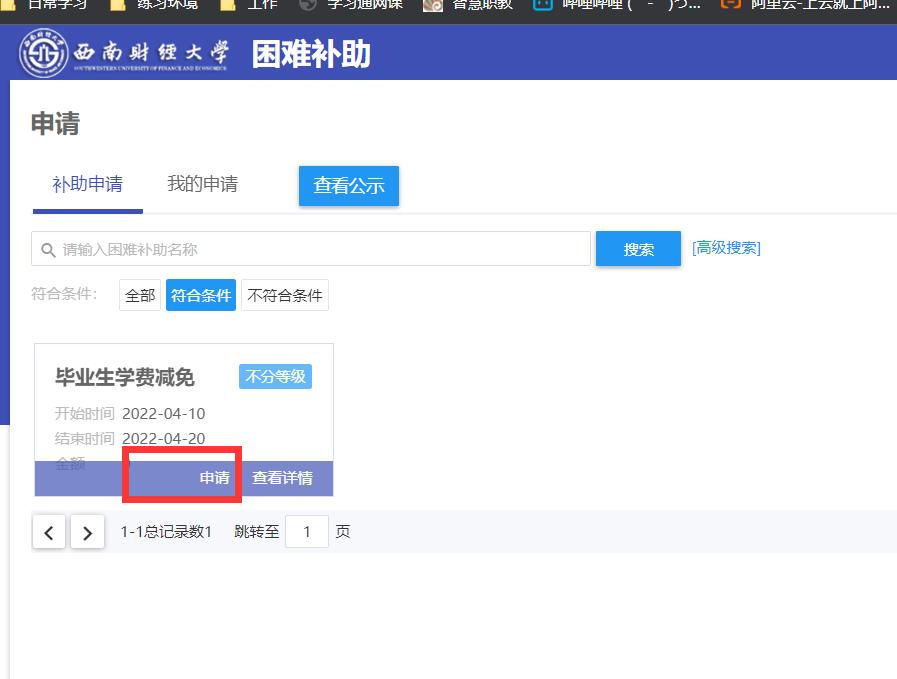 日常学习 练习环境 工作 学习通网课 智慧职教 哔哩哔哩 ( ゜- ゜)つ... 阿里云-上云就上阿...
西南财经大学 困难补助
SOUTHWESTERN UNIVERSITY OF FINANCE AND ECONOMICS
申请
补助申请 我的申请 查看公示
请输入困难补助名称 搜索 [高级搜索]
符合条件： 全部 符合条件 不符合条件
毕业生学费减免 不分等级
开始时间 2022-04-10
结束时间 2022-04-20
金额
申请 查看详情
1-1总记录数1 跳转至 1 页